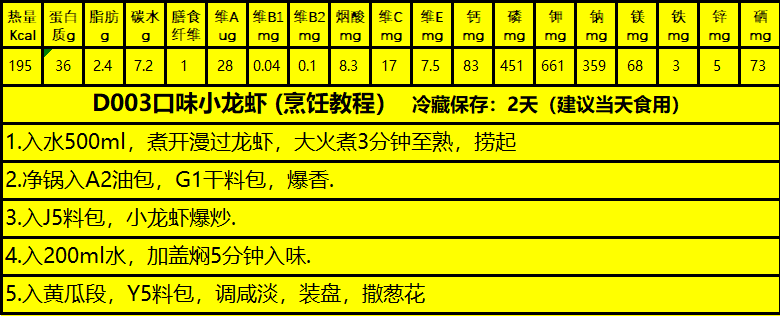 热量 蛋白 脂肪 碳水 膳食 维A 维B1 维B2 烟酸 维C 维E 钙 磷 钾 钠 镁 铁 锌 硒
Kcal 质g g g 纤维 ug mg mg mg mg mg mg mg mg mg mg mg mg mg
195 36 2.4 7.2 1 28 0.04 0.1 8.3 17 7.5 83 451 661 359 68 3 5 73
D003口味小龙虾 (烹饪教程) 冷藏保存：2天（建议当天食用）
1.入水500ml，煮开漫过龙虾，大火煮3分钟至熟，捞起
2.净锅入A2油包，G1干料包，爆香.
3.入J5料包，小龙虾爆炒.
4.入200ml水，加盖焖5分钟入味.
5.入黄瓜段，Y5料包，调咸淡，装盘，撒葱花